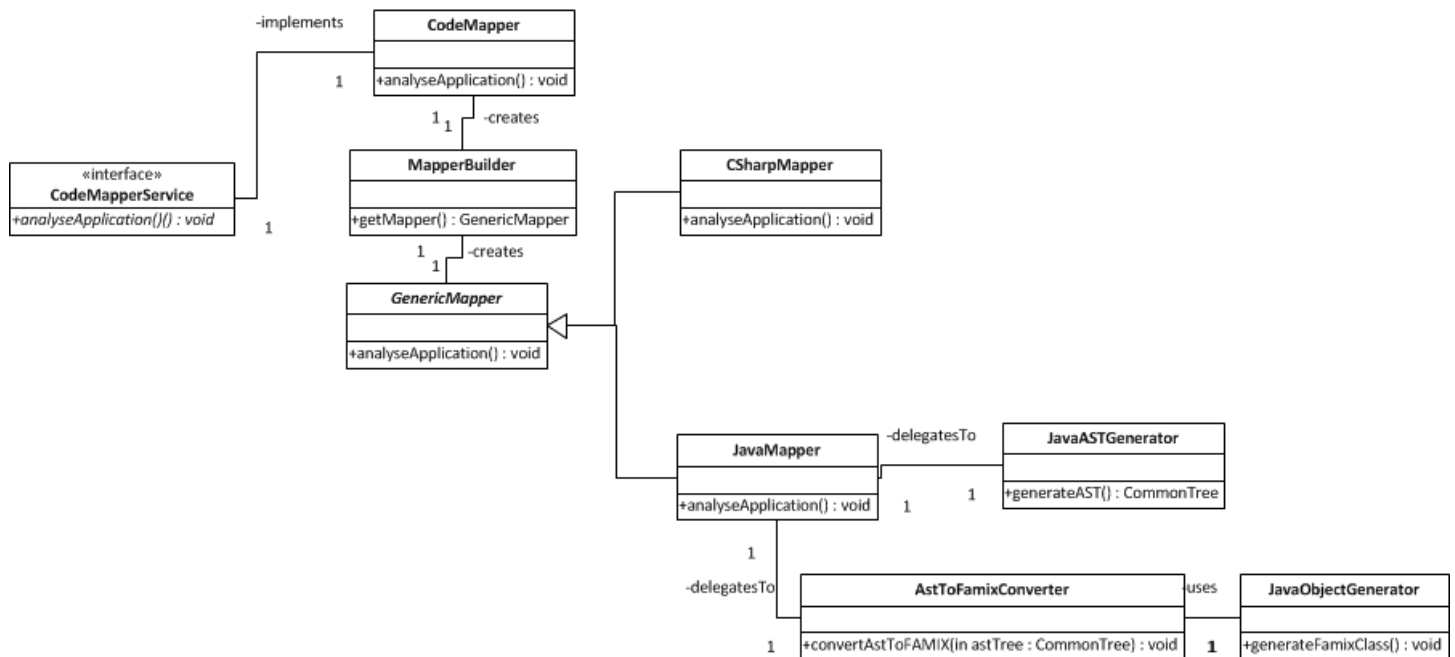 -implements
CodeMapper
+analyseApplication() : void
1
1
1
-creates
«interface»
CodeMapperService
+analyseApplication()() : void
1
MapperBuilder
+getMapper() : GenericMapper
CSharpMapper
+analyseApplication() : void
1
1
-creates
GenericMapper
+analyseApplication() : void
JavaMapper
+analyseApplication() : void
-delegatesTo
1
1
JavaASTGenerator
+generateAST() : CommonTree
1
-delegatesTo
1
AstToFamixConverter
+convertAstToFAMIX(in astTree : CommonTree) : void
-uses
1
JavaObjectGenerator
+generateFamixClass() : void